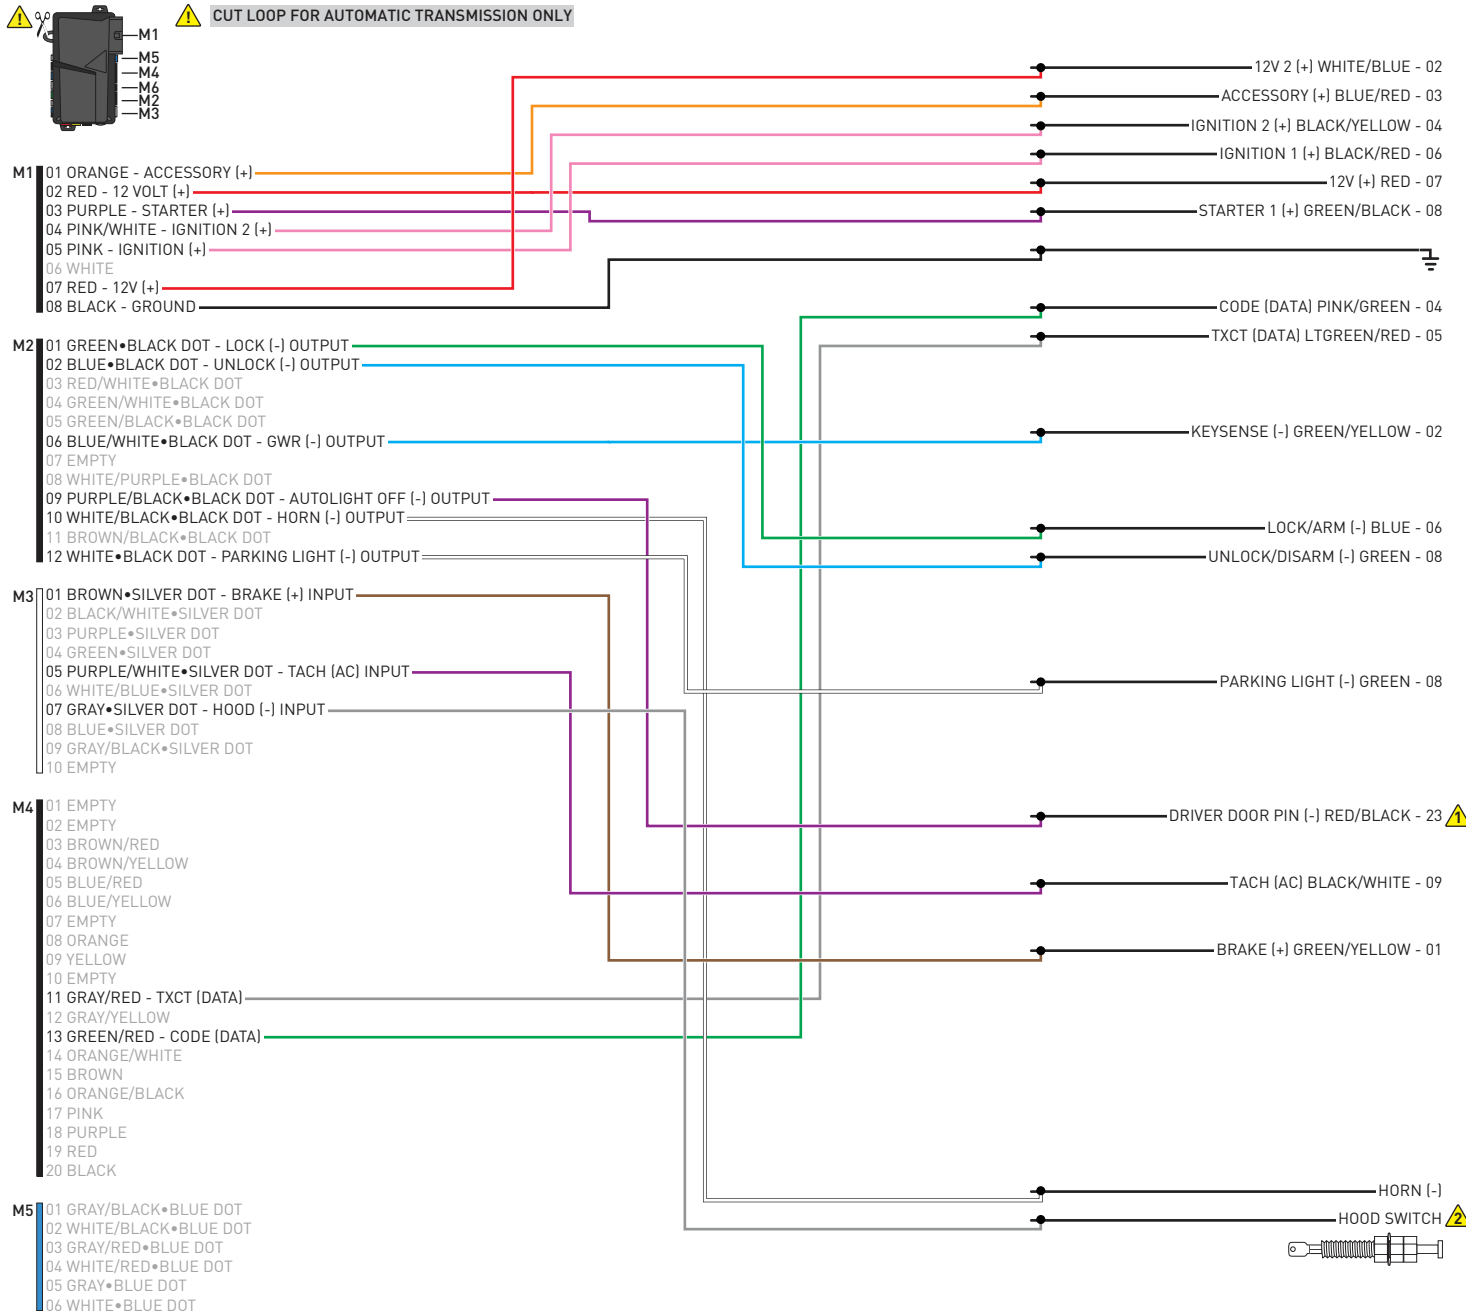 CUT LOOP FOR AUTOMATIC TRANSMISSION ONLY
M1
M5
M4
M6
M2
M3
M1
01 ORANGE - ACCESSORY (+)
02 RED - 12 VOLT (+)
03 PURPLE - STARTER (+)
04 PINK/WHITE - IGNITION 2 (+)
05 PINK - IGNITION (+)
06 WHITE
07 RED - 12V (+)
08 BLACK - GROUND
M2
01 GREEN•BLACK DOT - LOCK (-) OUTPUT
02 BLUE•BLACK DOT - UNLOCK (-) OUTPUT
03 RED/WHITE•BLACK DOT
04 GREEN/WHITE•BLACK DOT
05 GREEN/BLACK•BLACK DOT
06 BLUE/WHITE•BLACK DOT - GWR (-) OUTPUT
07 EMPTY
08 WHITE/PURPLE•BLACK DOT
09 PURPLE/BLACK•BLACK DOT - AUTOLIGHT OFF (-) OUTPUT
10 WHITE/BLACK•BLACK DOT - HORN (-) OUTPUT
11 BROWN/BLACK•BLACK DOT
12 WHITE•BLACK DOT - PARKING LIGHT (-) OUTPUT
M3
01 BROWN•SILVER DOT - BRAKE (+) INPUT
02 BLACK/WHITE•SILVER DOT
03 PURPLE•SILVER DOT
04 GREEN•SILVER DOT
05 PURPLE/WHITE•SILVER DOT - TACH (AC) INPUT
06 WHITE/BLUE•SILVER DOT
07 GRAY•SILVER DOT - HOOD (-) INPUT
08 BLUE•SILVER DOT
09 GRAY/BLACK•SILVER DOT
10 EMPTY
M4
01 EMPTY
02 EMPTY
03 BROWN/RED
04 BROWN/YELLOW
05 BLUE/RED
06 BLUE/YELLOW
07 EMPTY
08 ORANGE
09 YELLOW
10 EMPTY
11 GRAY/RED - TXCT (DATA)
12 GRAY/YELLOW
13 GREEN/RED - CODE (DATA)
14 ORANGE/WHITE
15 BROWN
16 ORANGE/BLACK
17 PINK
18 PURPLE
19 RED
20 BLACK
M5
01 GRAY/BLACK•BLUE DOT
02 WHITE/BLACK•BLUE DOT
03 GRAY/RED•BLUE DOT
04 WHITE/RED•BLUE DOT
05 GRAY•BLUE DOT
06 WHITE•BLUE DOT
12V 2 (+) WHITE/BLUE - 02
ACCESSORY (+) BLUE/RED - 03
IGNITION 2 (+) BLACK/YELLOW - 04
IGNITION 1 (+) BLACK/RED - 06
12V (+) RED - 07
STARTER 1 (+) GREEN/BLACK - 08
CODE (DATA) PINK/GREEN - 04
TXCT (DATA) LTGREEN/RED - 05
KEYSENSE (-) GREEN/YELLOW - 02
LOCK/ARM (-) BLUE - 06
UNLOCK/DISARM (-) GREEN - 08
PARKING LIGHT (-) GREEN - 08
DRIVER DOOR PIN (-) RED/BLACK - 23 1
TACH (AC) BLACK/WHITE - 09
BRAKE (+) GREEN/YELLOW - 01
HORN (-)
HOOD SWITCH 2